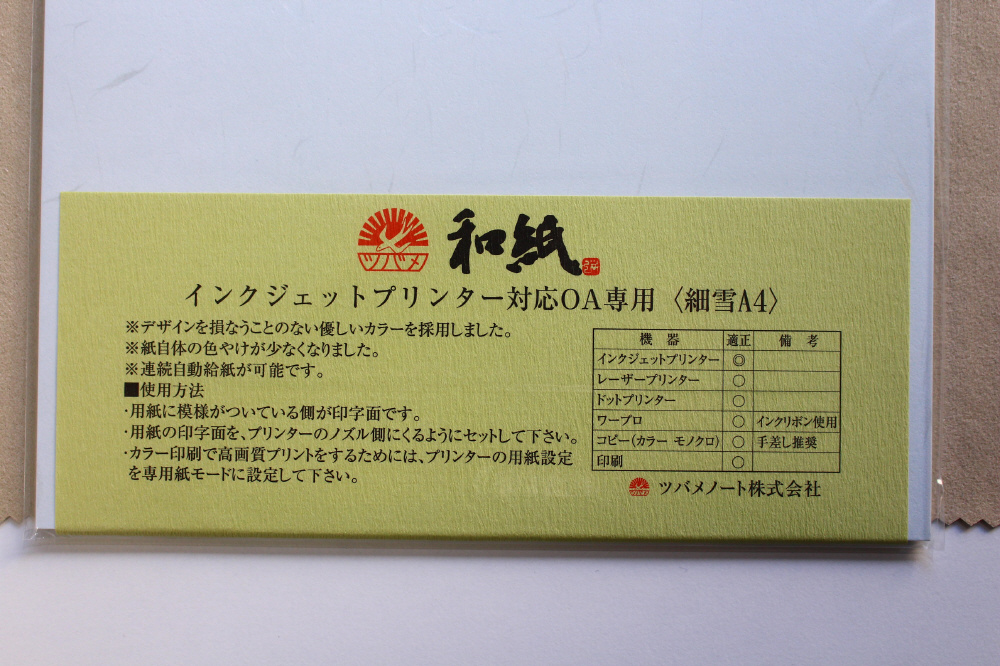 ツバメ
和紙
インクジェットプリンター対応OA専用〈細雪A4〉
※デザインを損なうことのない優しいカラーを採用しました。
※紙自体の色やけが少なくなりました。
※連続自動給紙が可能です。
■使用方法
・用紙に模様がついている側が印字面です。
・用紙の印字面を、プリンターのノズル側にくるようにセットして下さい。
・カラー印刷で高画質プリントをするためには、プリンターの用紙設定
を専用紙モードに設定して下さい。
機 器 適正 備 考
インクジェットプリンター ◎
レーザープリンター ○
ドットプリンター ○
ワープロ ○ インクリボン使用
コピー(カラー モノクロ) ○ 手差し推奨
印刷 ○
ツバメノート株式会社